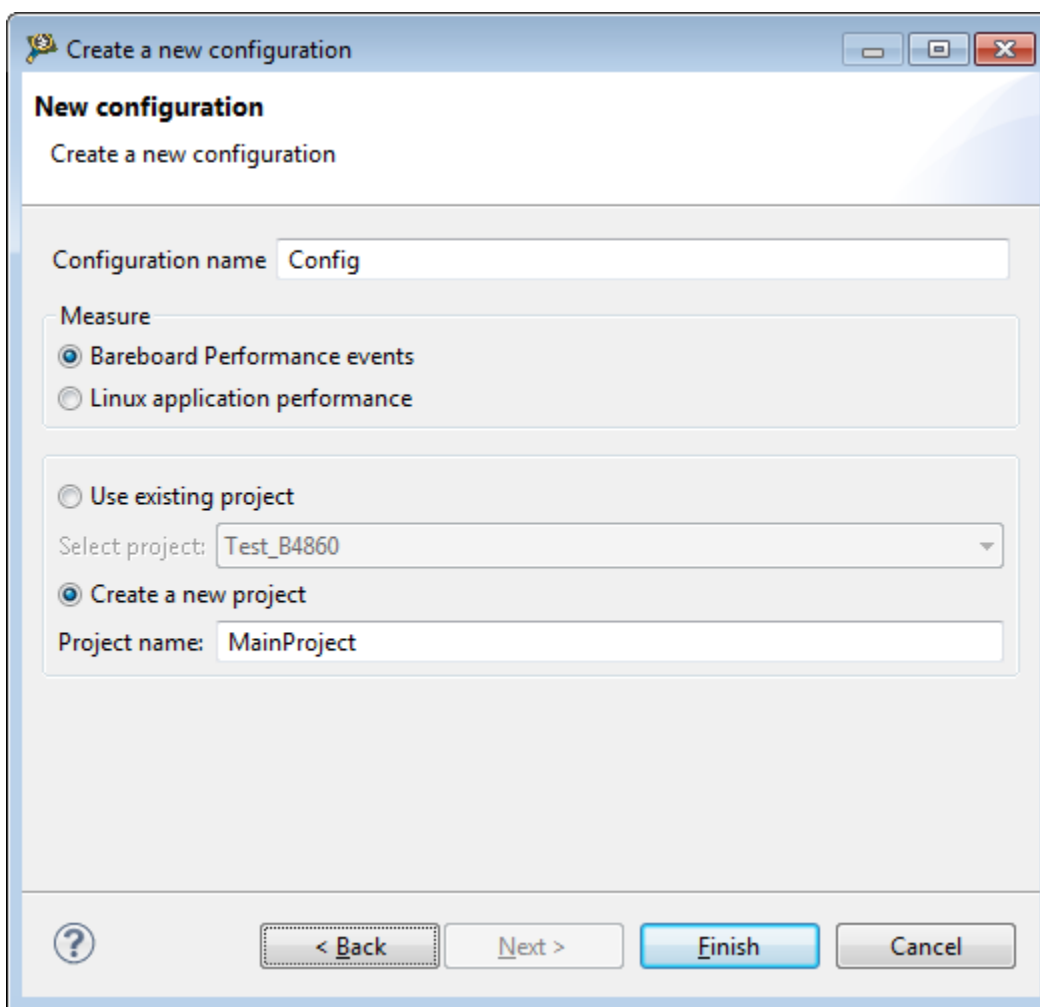 Create a new configuration
New configuration
Create a new configuration
Configuration name Config
Measure
Bareboard Performance events
Linux application performance
Use existing project
Select project: Test_B4860
Create a new project
Project name: MainProject
? < Back Next > Finish Cancel